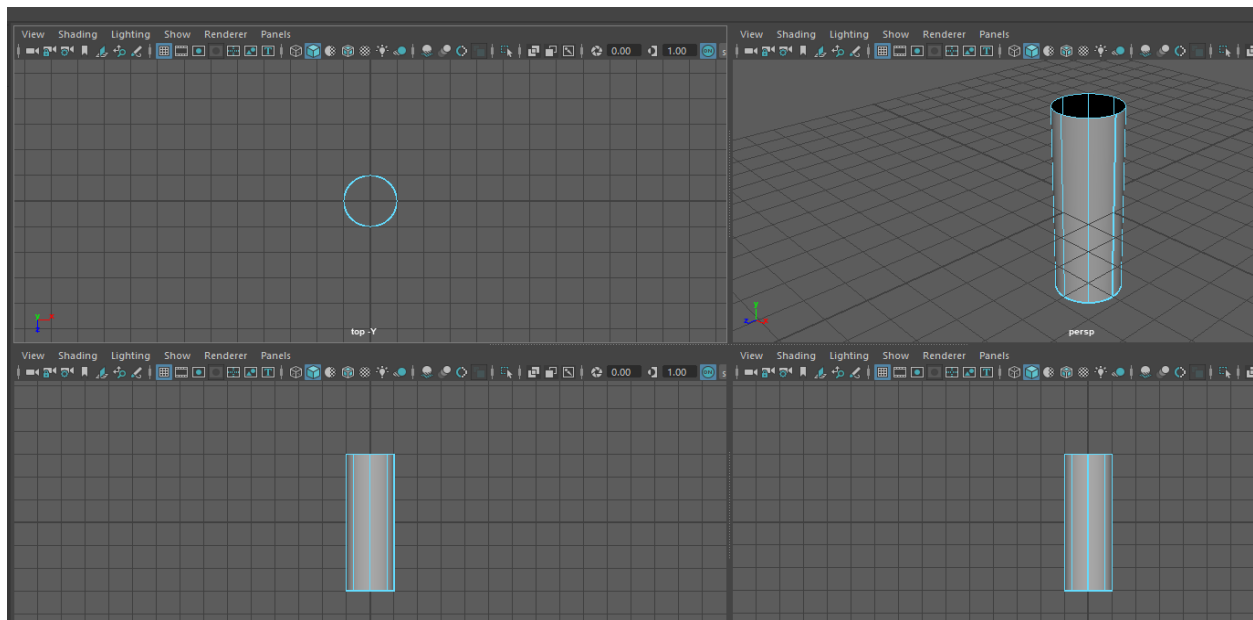 View Shading Lighting Show Renderer Panels
0.00 1.00
top -Y
View Shading Lighting Show Renderer Panels
persp
View Shading Lighting Show Renderer Panels
0.00 1.00
View Shading Lighting Show Renderer Panels